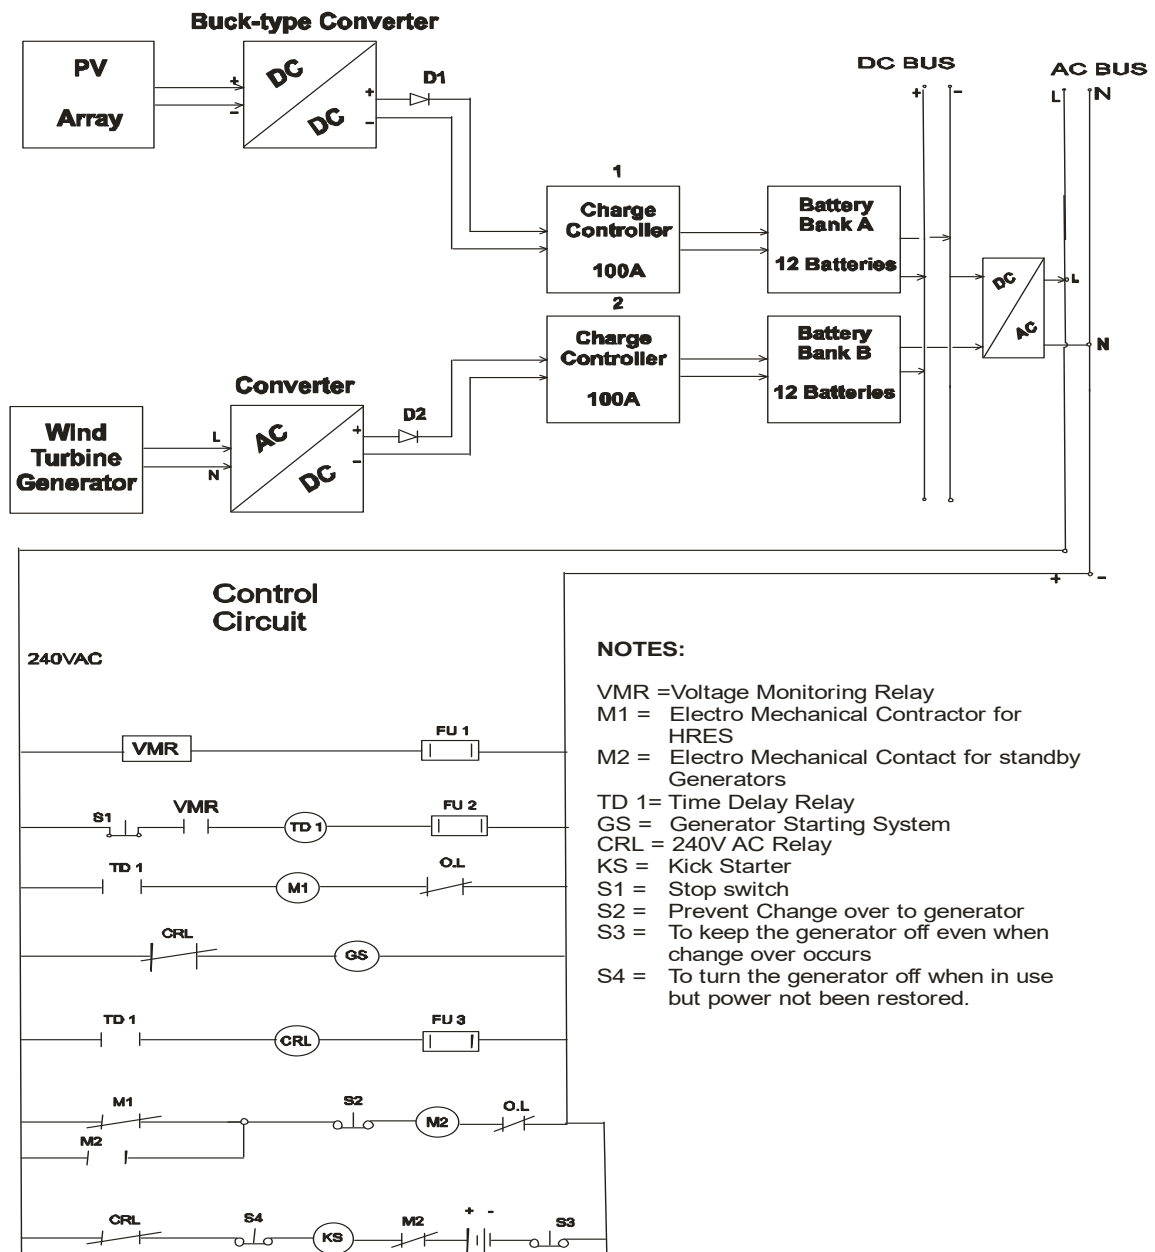 Buck-type Converter
PV
Array
+
-
DC
DC
+
-
D1
DC BUS
+
-
AC BUS
L
N
1
Charge
Controller
100A
Battery
Bank A
12 Batteries
2
Charge
Controller
100A
Battery
Bank B
12 Batteries
DC
AC
L
N
Converter
Wind
Turbine
Generator
L
N
AC
DC
+
-
D2
+
-
Control
Circuit
240VAC
VMR
FU 1
S1
VMR
TD 1
FU 2
TD 1
M1
O.L
CRL
GS
TD 1
CRL
FU 3
M1
S2
M2
O.L
M2
CRL
S4
KS
M2
+ -
S3
NOTES:
VMR =Voltage Monitoring Relay
M1 = Electro Mechanical Contractor for
HRES
M2 = Electro Mechanical Contact for standby
Generators
TD 1= Time Delay Relay
GS = Generator Starting System
CRL = 240V AC Relay
KS = Kick Starter
S1 = Stop switch
S2 = Prevent Change over to generator
S3 = To keep the generator off even when
change over occurs
S4 = To turn the generator off when in use
but power not been restored.